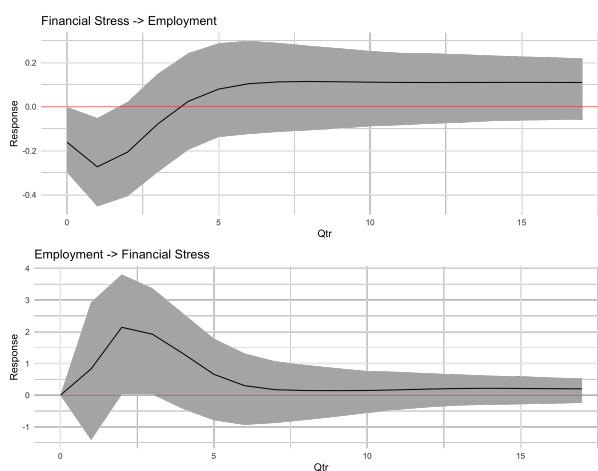 Financial Stress -> Employment
Response
0.2
0.0
-0.2
-0.4
0 5 10 15
Qtr
Employment -> Financial Stress
Response
4
3
2
1
0
-1
0 5 10 15
Qtr